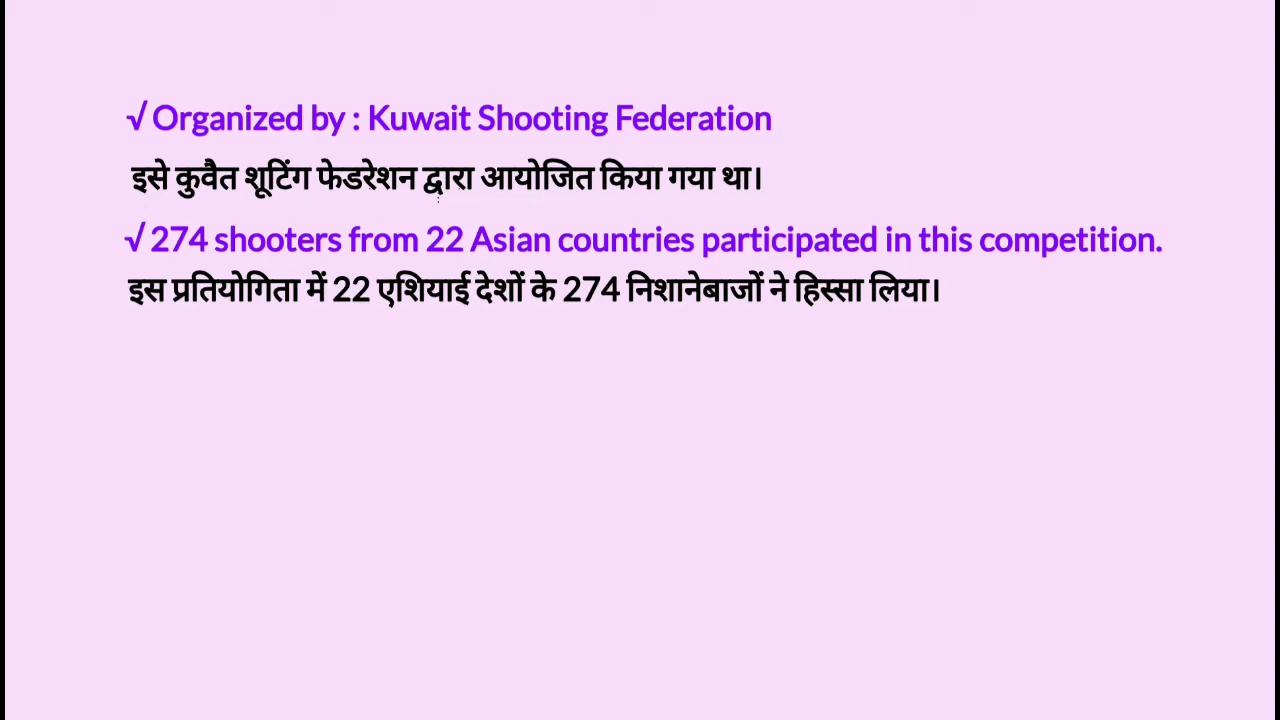 √ Organized by : Kuwait Shooting Federation
इसे कुवैत शूटिंग फेडरेशन द्वारा आयोजित किया गया था।
√ 274 shooters from 22 Asian countries participated in this competition.
इस प्रतियोगिता में 22 एशियाई देशों के 274 निशानेबाजों ने हिस्सा लिया।